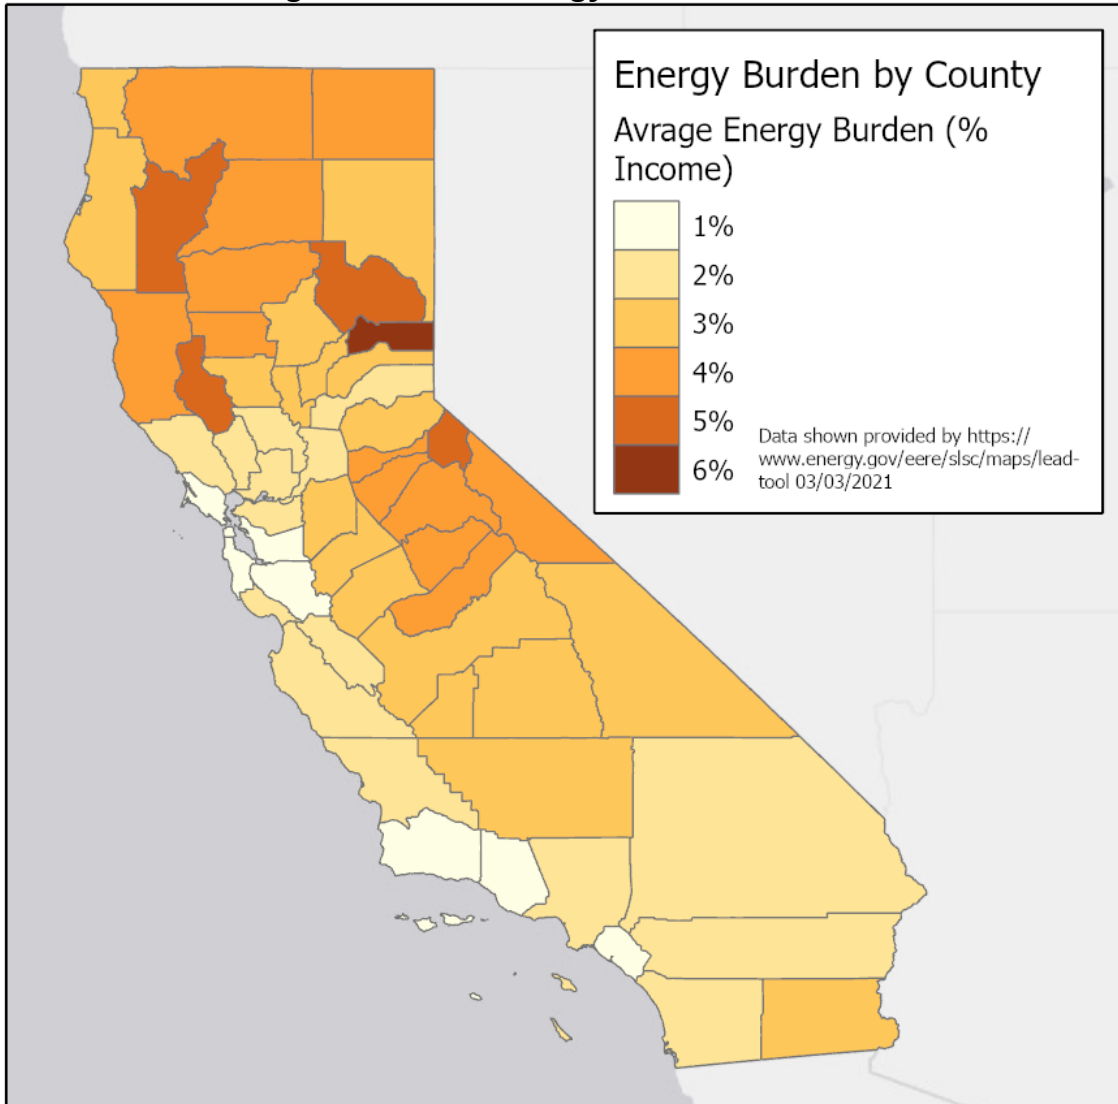 Energy Burden by County
Avrage Energy Burden (%
Income)
1%
2%
3%
4%
5%
6%
Data shown provided by https://
www.energy.gov/eere/slsc/maps/lead-
tool 03/03/2021